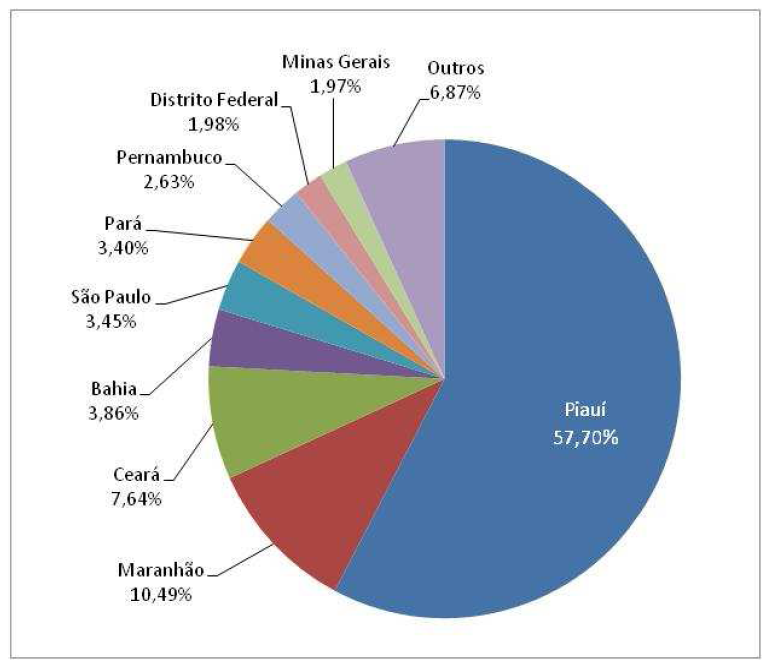 Minas Gerais
1,97%
Outros
6,87%
Distrito Federal
1,98%
Pernambuco
2,63%
Pará
3,40%
São Paulo
3,45%
Bahia
3,86%
Piauí
57,70%
Ceará
7,64%
Maranhão
10,49%